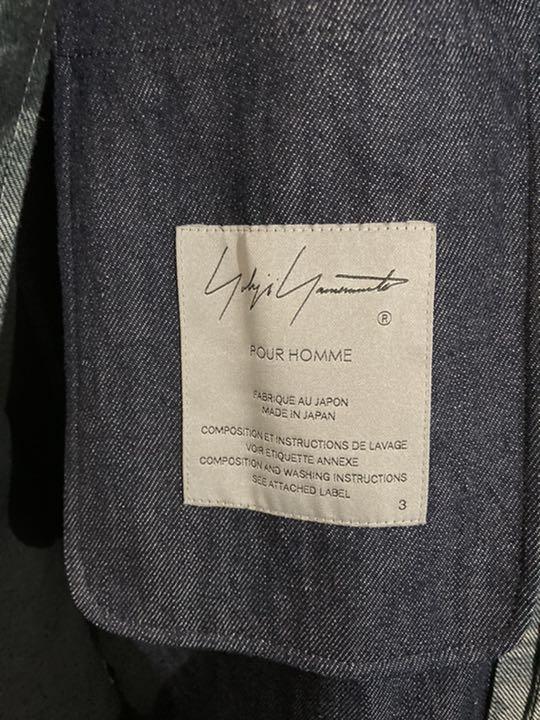 Yohji Yamamoto
®
POUR HOMME
FABRIQUE AU JAPON
MADE IN JAPAN
COMPOSITION ET INSTRUCTIONS DE LAVAGE
VOIR ETIQUETTE ANNEXE
COMPOSITION AND WASHING INSTRUCTIONS
SEE ATTACHED LABEL
3